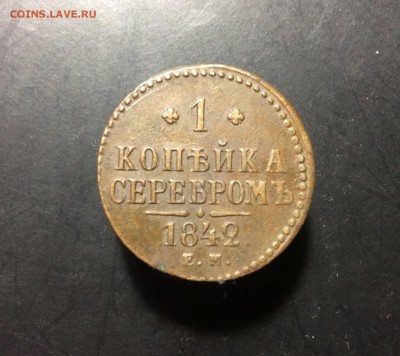 COINS.LAVE.RU
1
КОПѢЙКА
СЕРЕБРОМЪ
1842
Е. М.